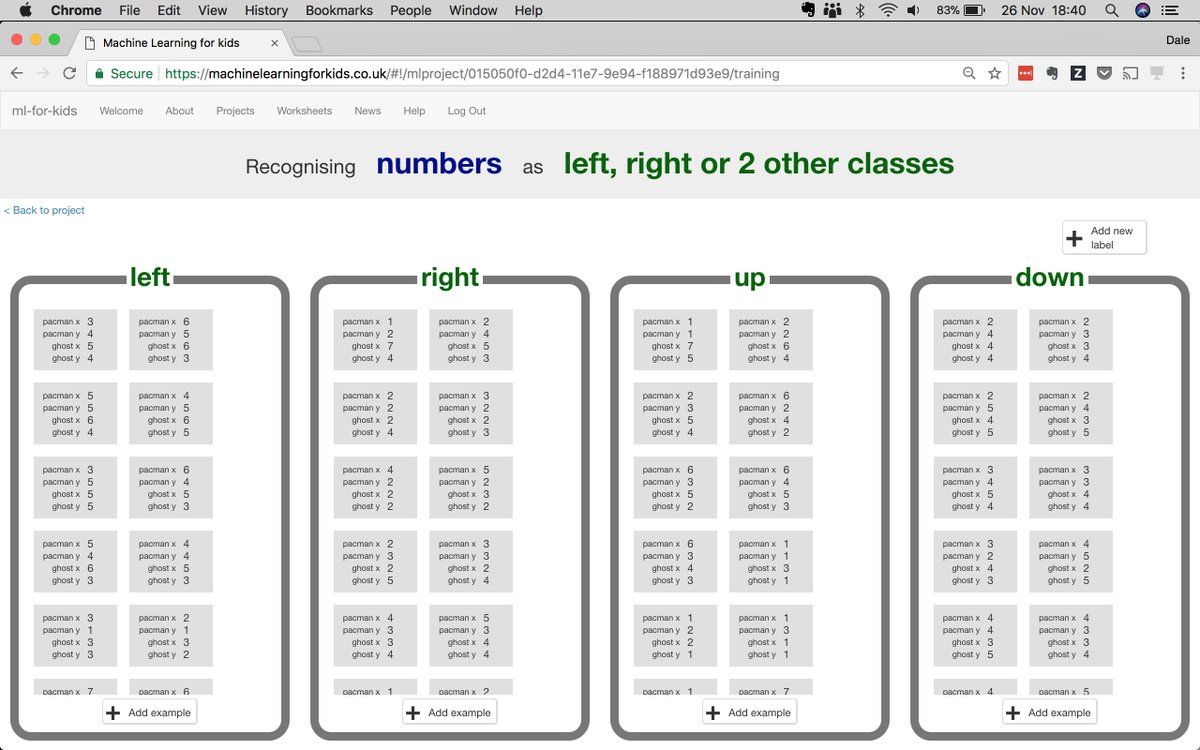 Chrome File Edit View History Bookmarks People Window Help 83% 26 Nov 18:40
Machine Learning for kids Dale
Secure https://machinelearningforkids.co.uk/#!/mlproject/015050f0-d2d4-11e7-9e94-f188971d93e9/training
ml-for-kids Welcome About Projects Worksheets News Help Log Out
Recognising numbers as left, right or 2 other classes
< Back to project
Add new
label
left
pacman x 3 pacman x 6
pacman y 4 pacman y 5
ghost x 5 ghost x 6
ghost y 4 ghost y 3
pacman x 5 pacman x 4
pacman y 5 pacman y 5
ghost x 6 ghost x 6
ghost y 4 ghost y 5
pacman x 3 pacman x 6
pacman y 5 pacman y 4
ghost x 5 ghost x 5
ghost y 5 ghost y 3
pacman x 5 pacman x 4
pacman y 4 pacman y 4
ghost x 6 ghost x 5
ghost y 3 ghost y 3
pacman x 3 pacman x 2
pacman y 1 pacman y 1
ghost x 3 ghost x 3
ghost y 3 ghost y 2
pacman x 7 pacman x 6
Add example
right
pacman x 1 pacman x 2
pacman y 2 pacman y 4
ghost x 7 ghost x 5
ghost y 4 ghost y 3
pacman x 2 pacman x 3
pacman y 2 pacman y 2
ghost x 2 ghost x 2
ghost y 4 ghost y 3
pacman x 4 pacman x 5
pacman y 2 pacman y 2
ghost x 2 ghost x 3
ghost y 2 ghost y 2
pacman x 2 pacman x 3
pacman y 3 pacman y 3
ghost x 2 ghost x 2
ghost y 5 ghost y 4
pacman x 4 pacman x 5
pacman y 3 pacman y 3
ghost x 3 ghost x 4
ghost y 4 ghost y 4
pacman x 1 pacman x 2
Add example
up
pacman x 1 pacman x 2
pacman y 1 pacman y 2
ghost x 7 ghost x 6
ghost y 5 ghost y 4
pacman x 2 pacman x 6
pacman y 3 pacman y 2
ghost x 5 ghost x 4
ghost y 4 ghost y 2
pacman x 6 pacman x 6
pacman y 3 pacman y 4
ghost x 5 ghost x 5
ghost y 2 ghost y 3
pacman x 6 pacman x 1
pacman y 3 pacman y 1
ghost x 4 ghost x 3
ghost y 3 ghost y 1
pacman x 1 pacman x 1
pacman y 2 pacman y 3
ghost x 2 ghost x 1
ghost y 1 ghost y 1
pacman x 1 pacman x 7
Add example
down
pacman x 2 pacman x 2
pacman y 4 pacman y 3
ghost x 4 ghost x 3
ghost y 4 ghost y 4
pacman x 2 pacman x 2
pacman y 5 pacman y 4
ghost x 4 ghost x 3
ghost y 5 ghost y 5
pacman x 3 pacman x 3
pacman y 4 pacman y 3
ghost x 5 ghost x 4
ghost y 4 ghost y 4
pacman x 3 pacman x 4
pacman y 2 pacman y 5
ghost x 4 ghost x 2
ghost y 3 ghost y 5
pacman x 4 pacman x 4
pacman y 4 pacman y 3
ghost x 3 ghost x 3
ghost y 5 ghost y 4
pacman x 4 pacman x 5
Add example